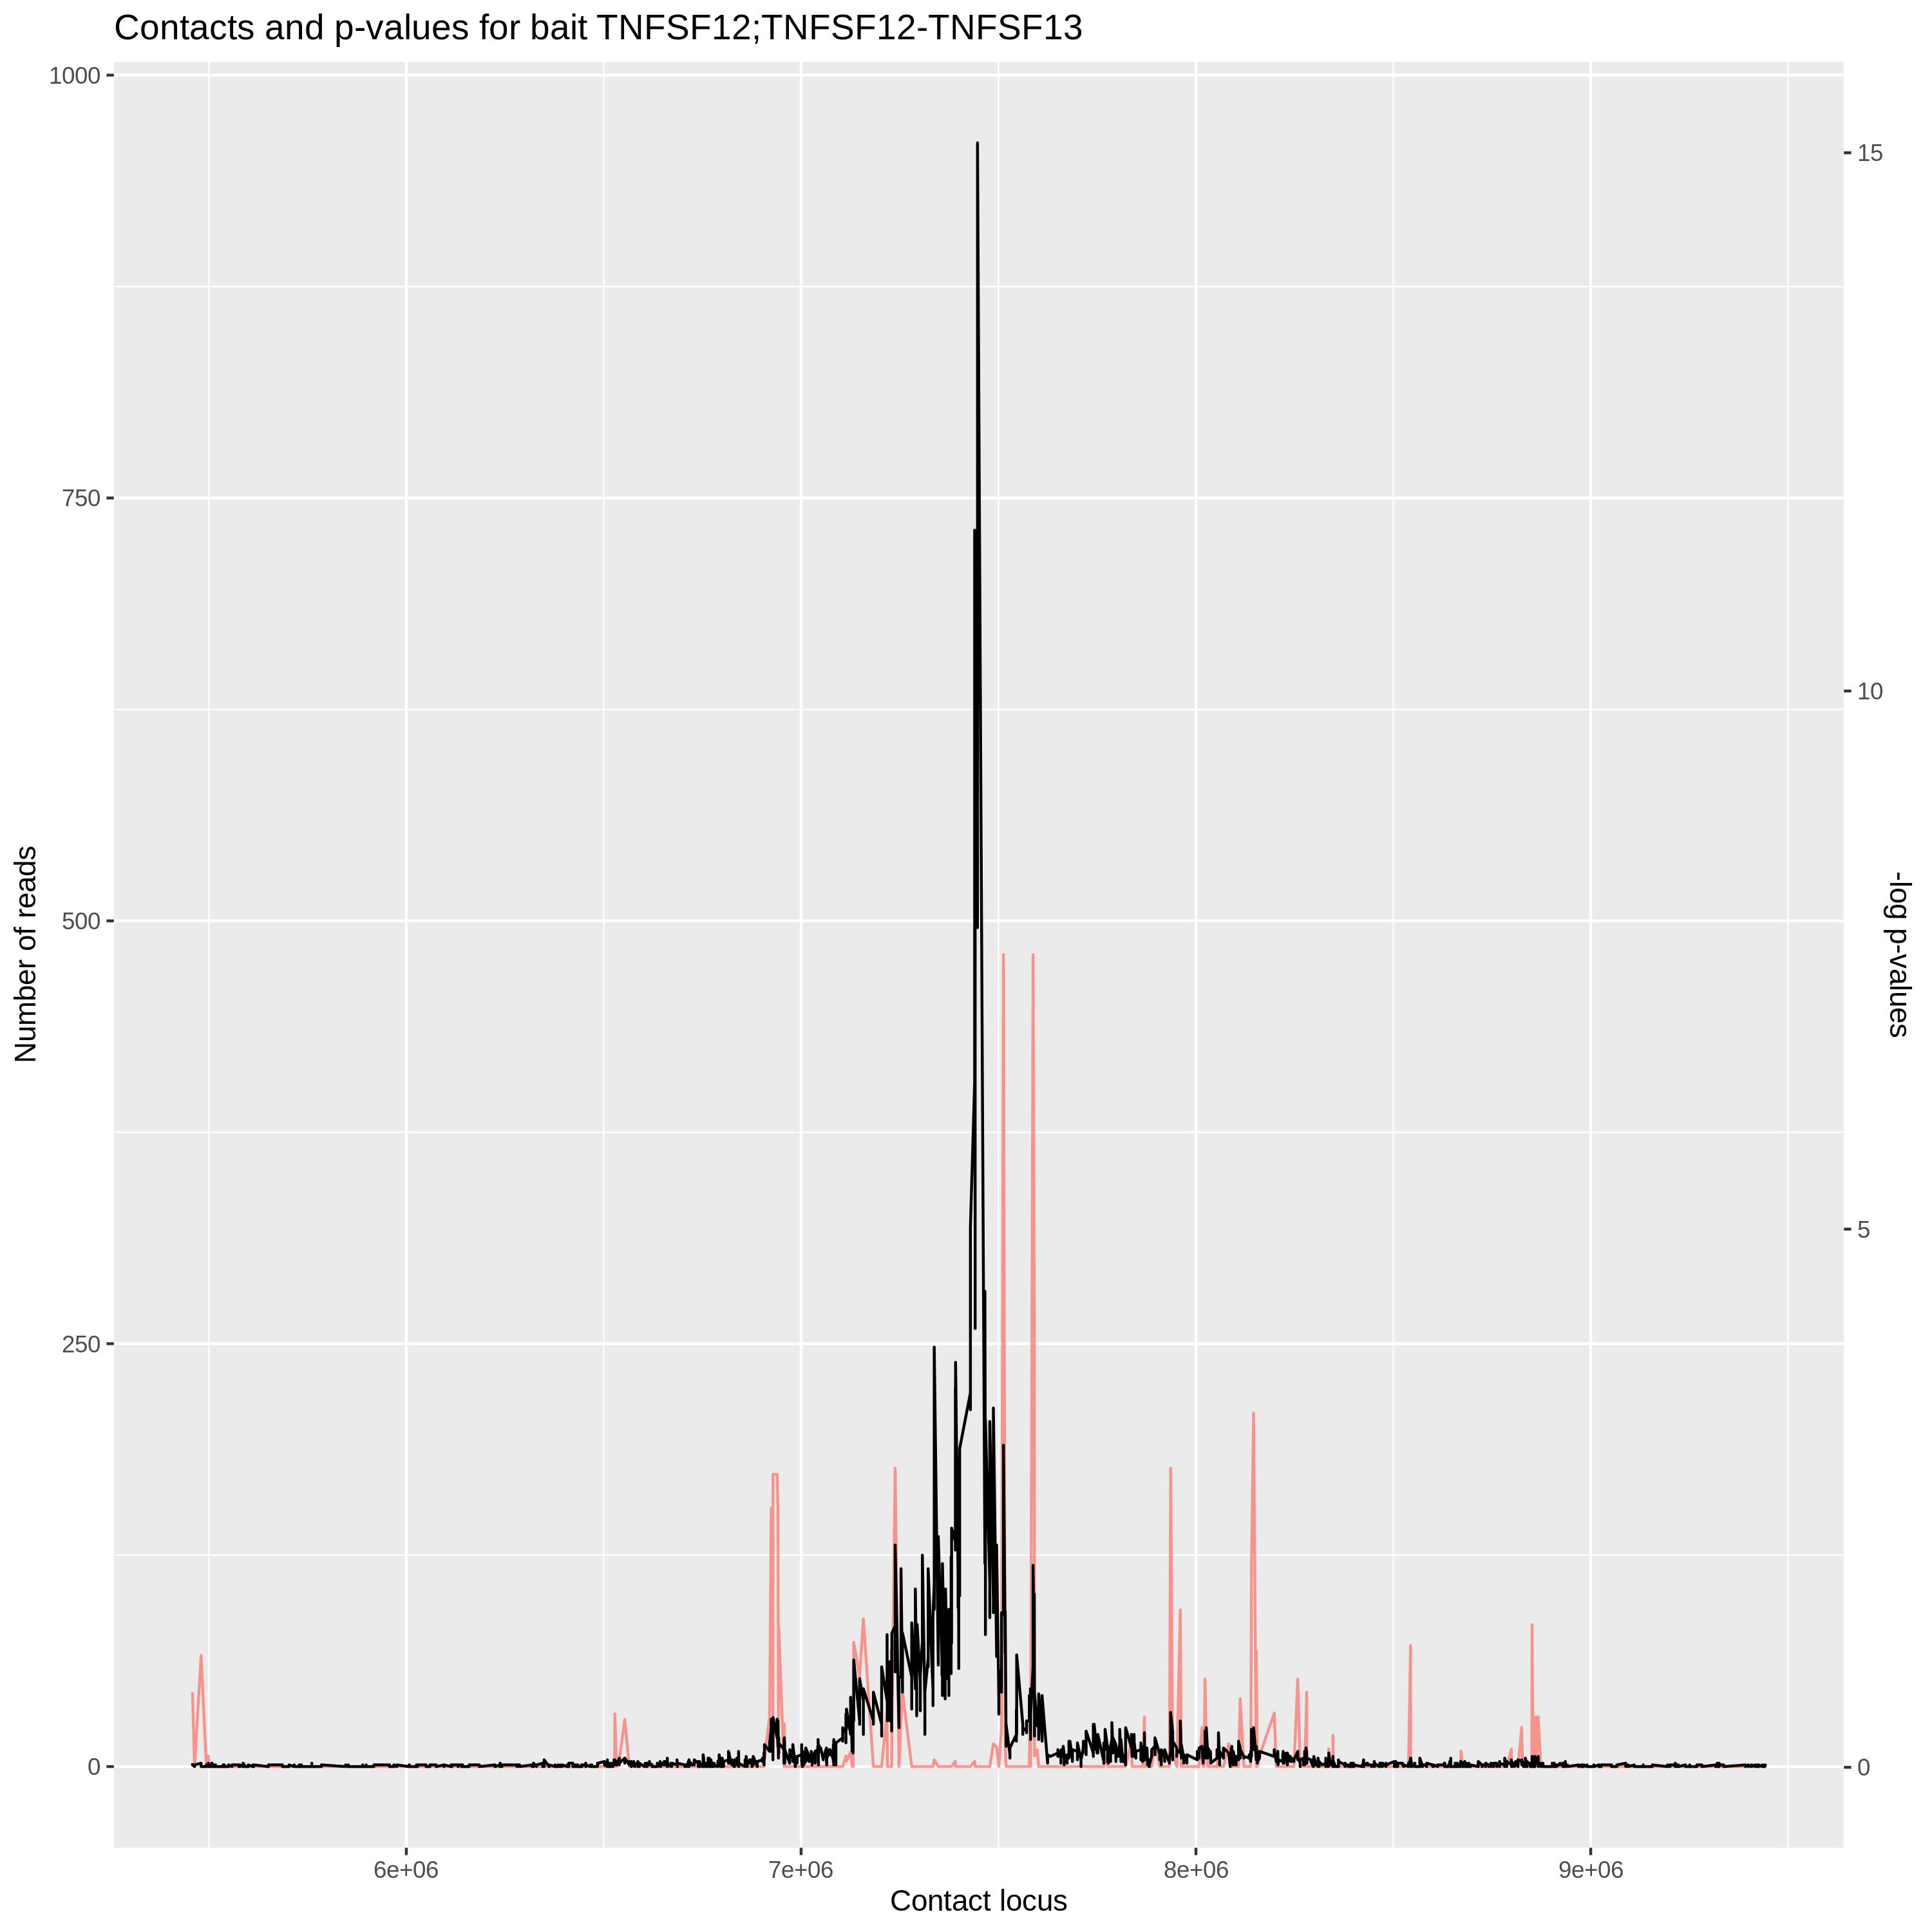 Contacts and p-values for bait TNFSF12;TNFSF12-TNFSF13
1000
750
500
250
0
Number of reads
15
10
5
0
-log p-values
6e+06
7e+06
8e+06
9e+06
Contact locus